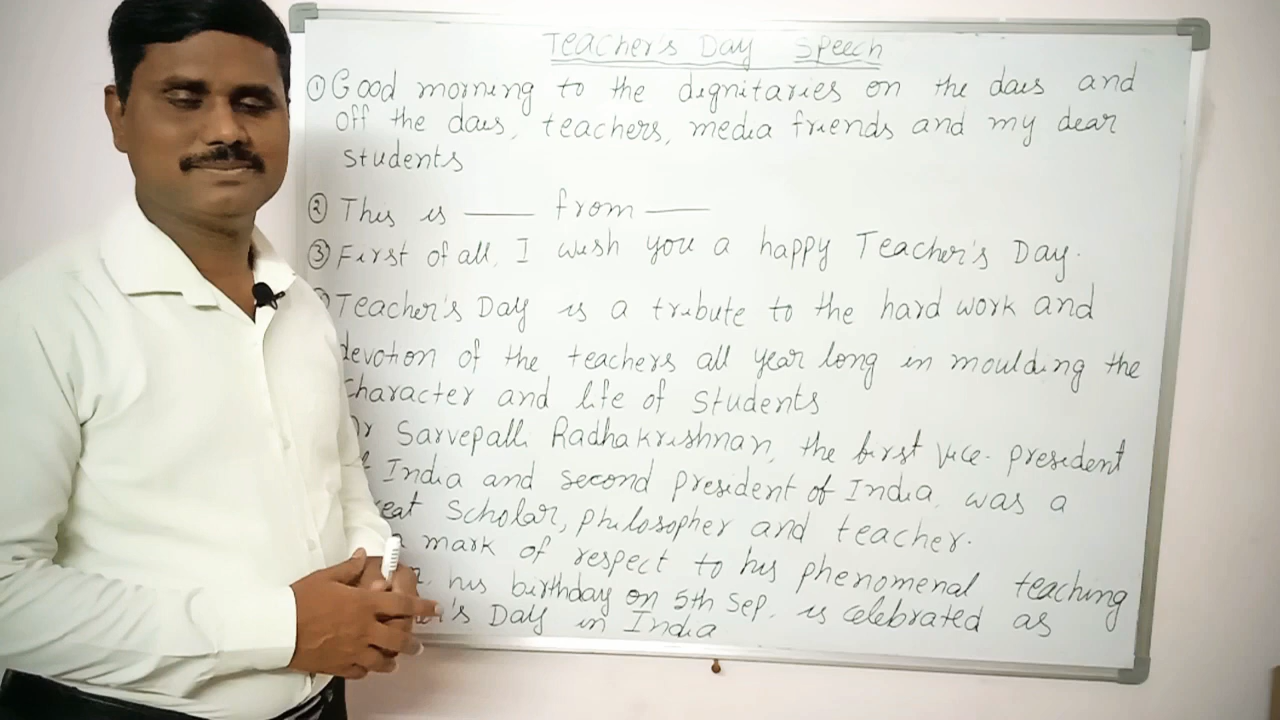 Teacher's Day Speech
① Good morning to the dignitaries on the dais and
off the dais, teachers, media friends and my dear
students
② This is —— from ——
③ First of all, I wish you a happy Teacher's Day.
Teacher's Day is a tribute to the hard work and
devotion of the teachers all year long in moulding the
character and life of students
Dr Sarvepalli Radhakrishnan, the first vice-president
India and second president of India, was a
reat scholar, philosopher and teacher.
mark of respect to his phenomenal teaching
his birthday on 5th Sep. is celebrated as
's Day in India